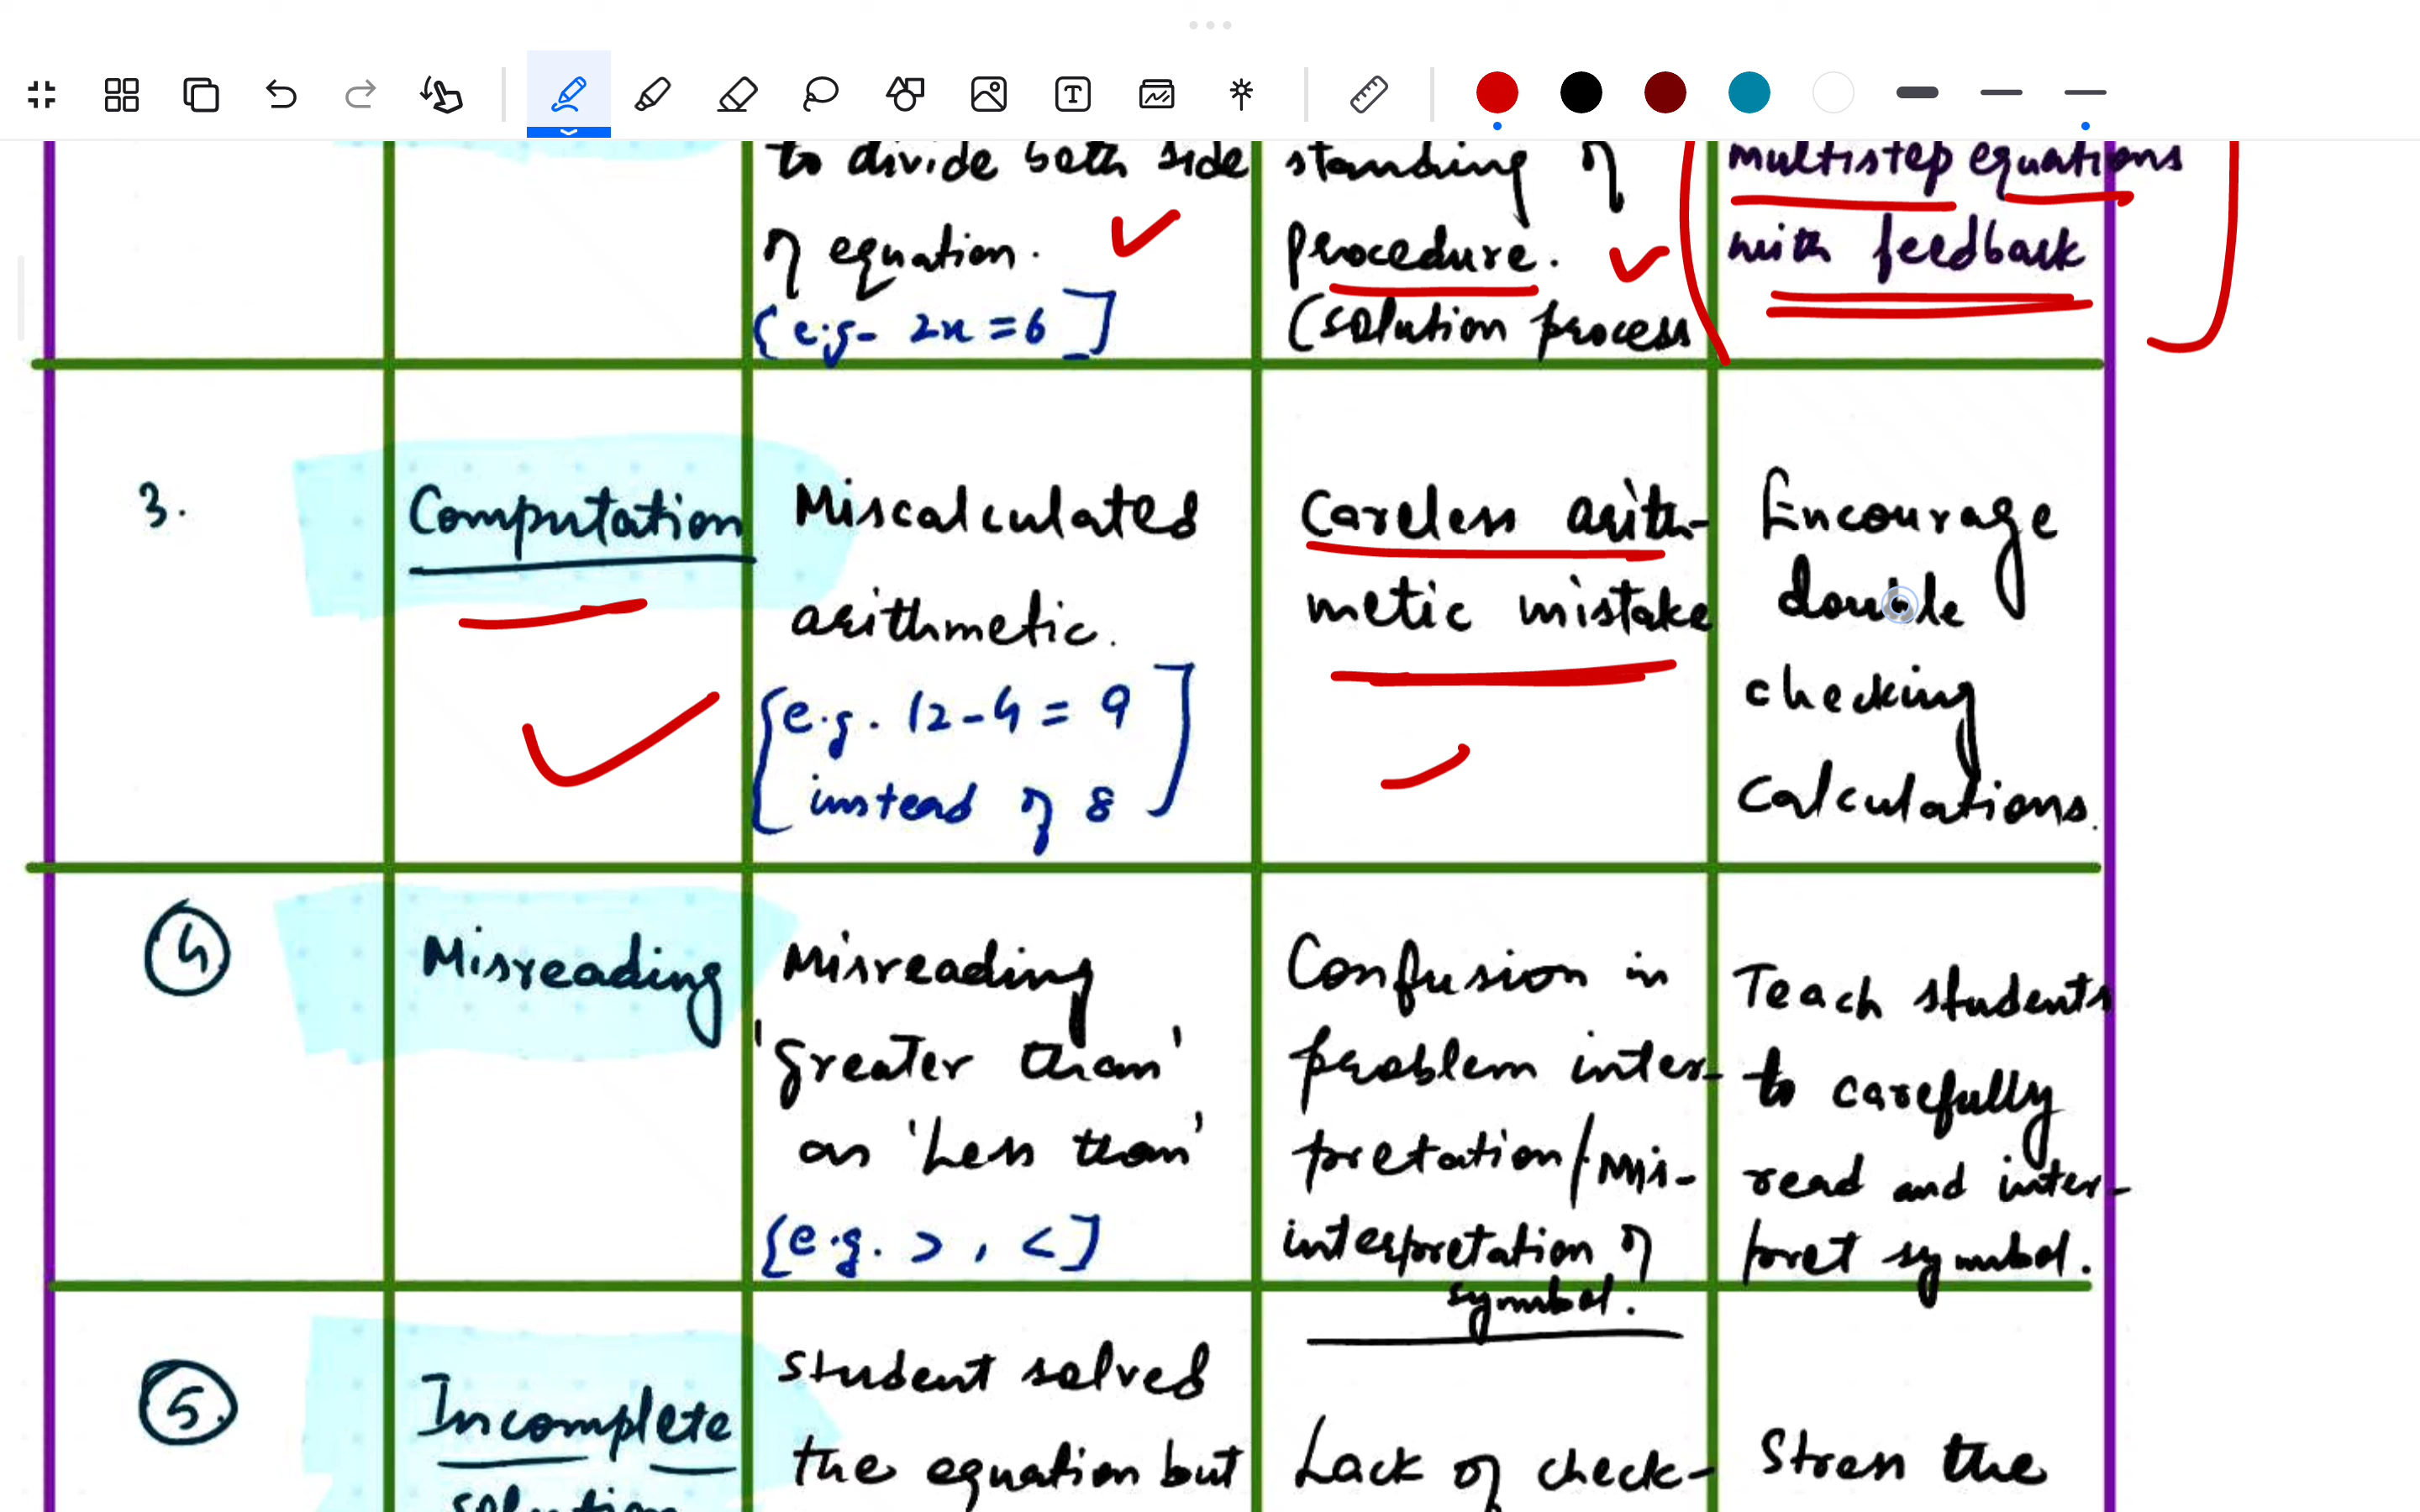 to divide both side
of equation.
[e.g- 2x = 6]
standing of
procedure.
(solution process
multistep equations
with feedback
3.
Computation
Miscalculated
arithmetic.
[e.g. 12-4 = 9
instead of 8]
Careless arith-
metic mistake
Encourage
double
checking
Calculations.
4
Misreading
Misreading
'greater than'
as 'Less than'
[e.g. >, <]
Confusion in
problem inter-
pretation/Mis-
interpretation of
symbol.
Teach students
to carefully
read and inter-
pret symbol.
5.
Incomplete
solution
student solved
the equation but
Lack of check-
Stress the